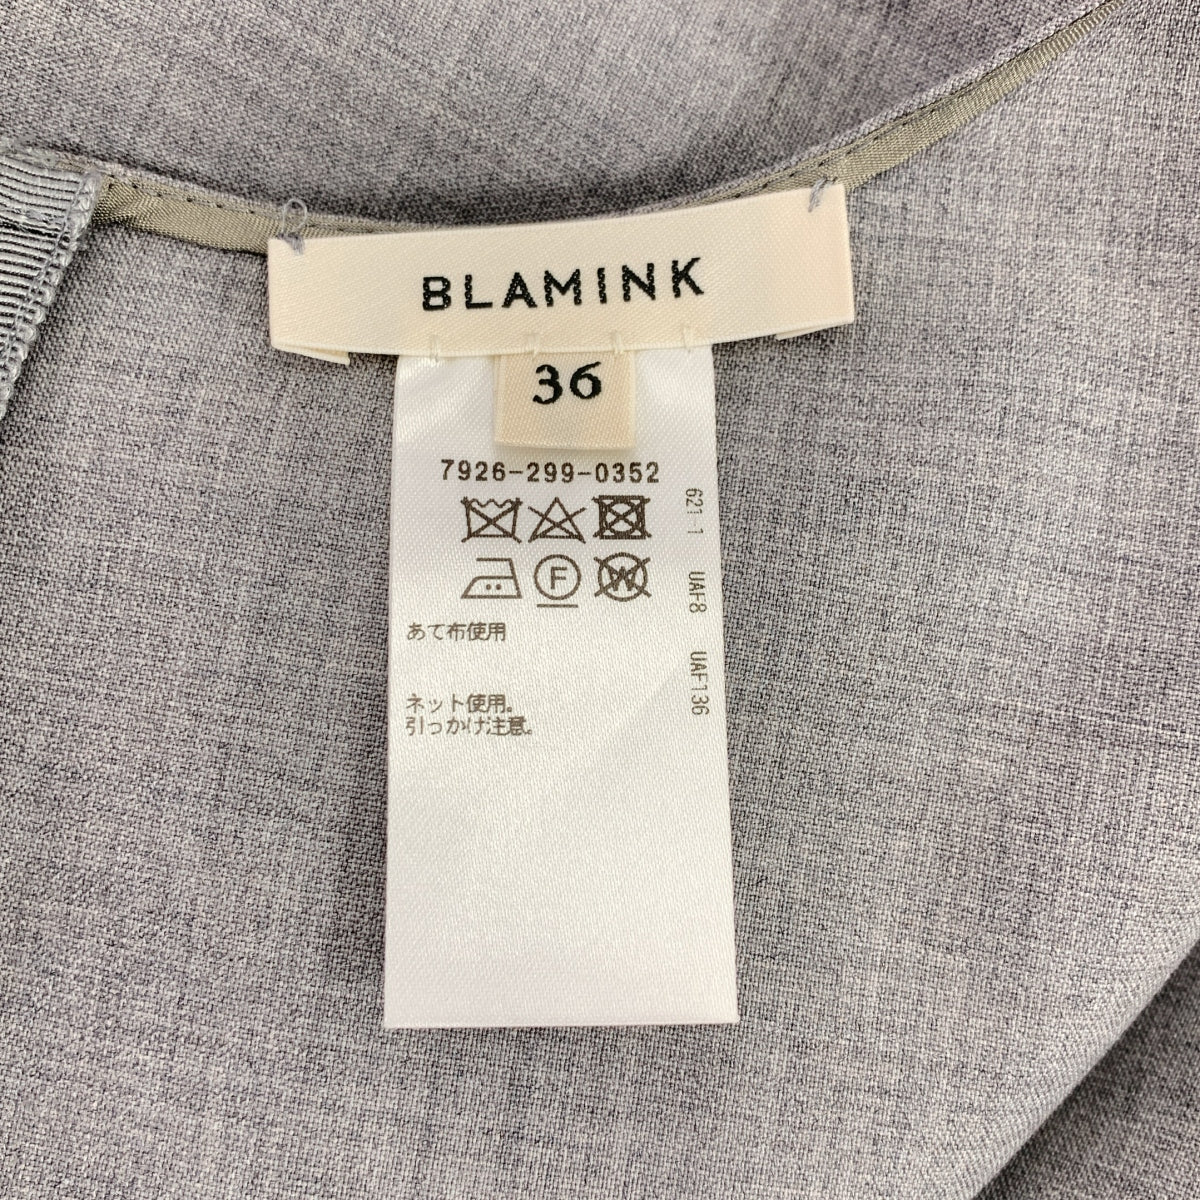 BLAMINK
36
7926-299-0352
F
W
あて布使用
ネット使用。
引っかけ注意。
621 1 UAF8 UAF136